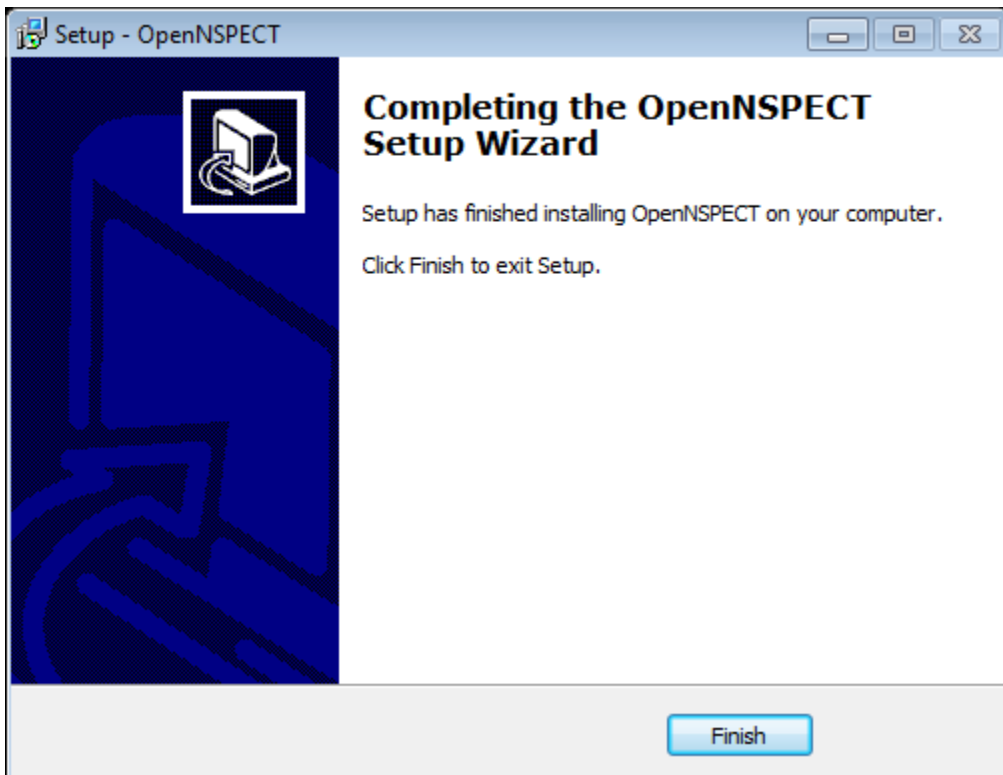 Setup - OpenNSPECT
Completing the OpenNSPECT
Setup Wizard
Setup has finished installing OpenNSPECT on your computer.
Click Finish to exit Setup.
Finish